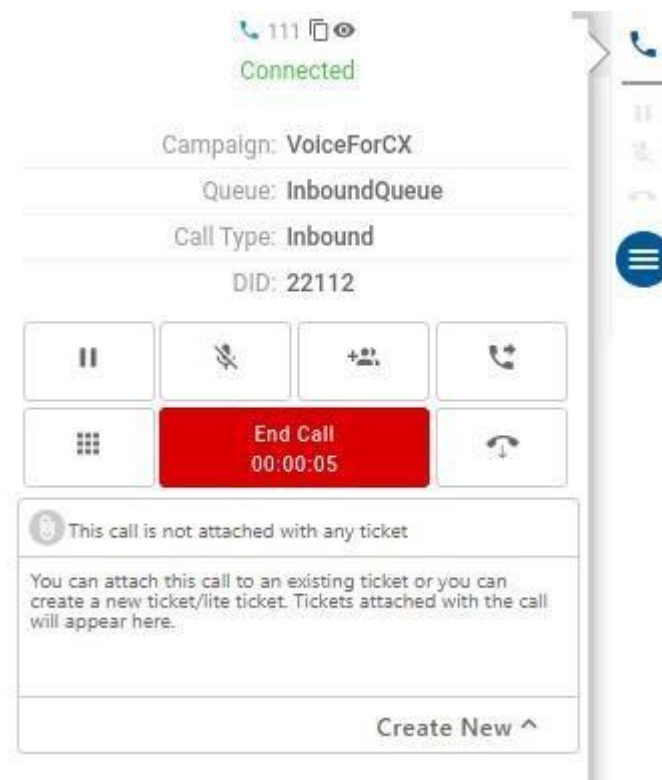 111
Connected
Campaign: VoiceForCX
Queue: InboundQueue
Call Type: Inbound
DID: 22112
End Call
00:00:05
This call is not attached with any ticket
You can attach this call to an existing ticket or you can
create a new ticket/lite ticket. Tickets attached with the call
will appear here.
Create New